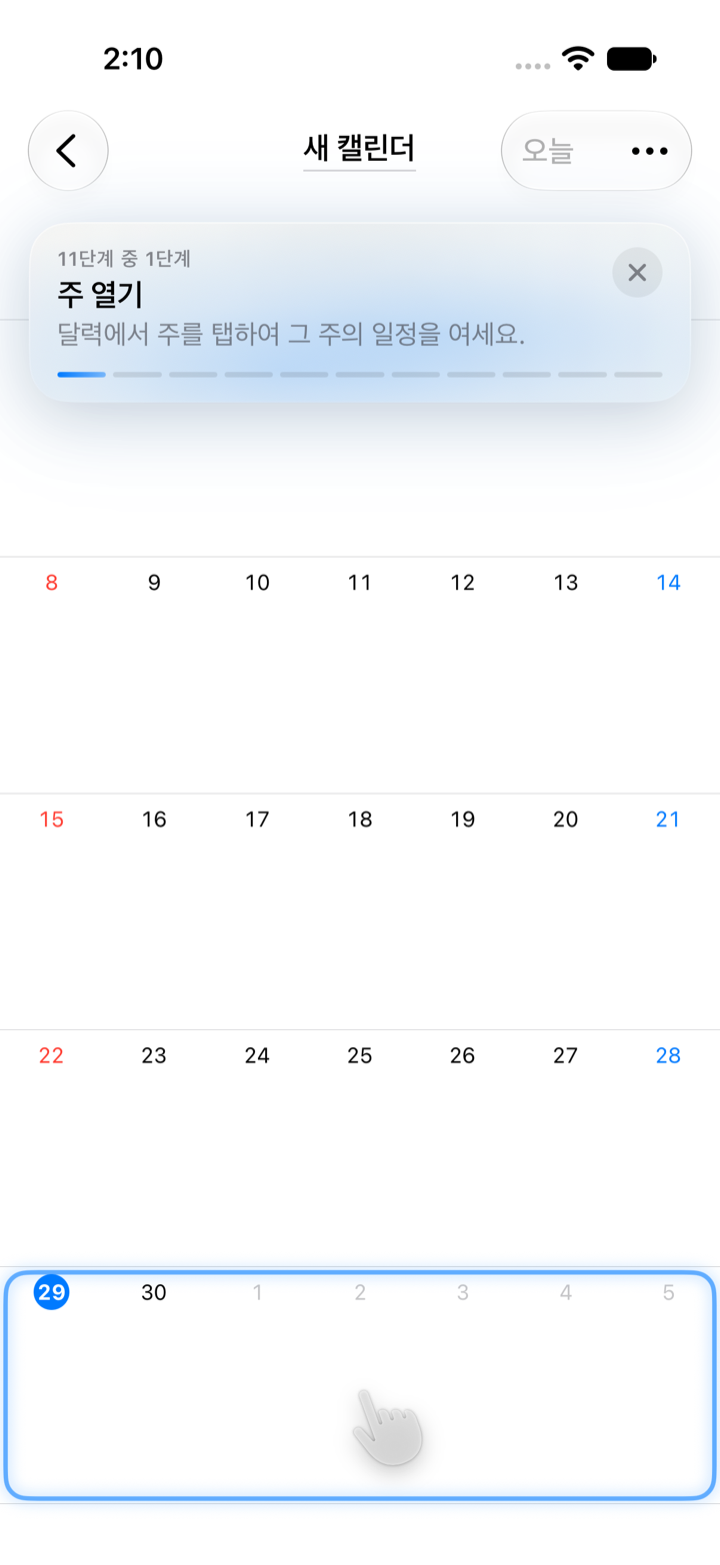 2:10
새 캘린더
오늘
11단계 중 1단계
주 열기
달력에서 주를 탭하여 그 주의 일정을 여세요.
8 9 10 11 12 13 14
15 16 17 18 19 20 21
22 23 24 25 26 27 28
29 30 1 2 3 4 5